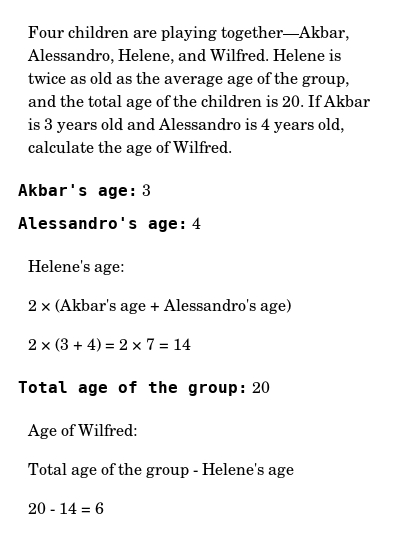 Four children are playing together—Akbar,
Alessandro, Helene, and Wilfred. Helene is
twice as old as the average age of the group,
and the total age of the children is 20. If Akbar
is 3 years old and Alessandro is 4 years old,
calculate the age of Wilfred.
Akbar's age: 3
Alessandro's age: 4
Helene's age:
2 × (Akbar's age + Alessandro's age)
2 × (3 + 4) = 2 × 7 = 14
Total age of the group: 20
Age of Wilfred:
Total age of the group - Helene's age
20 - 14 = 6